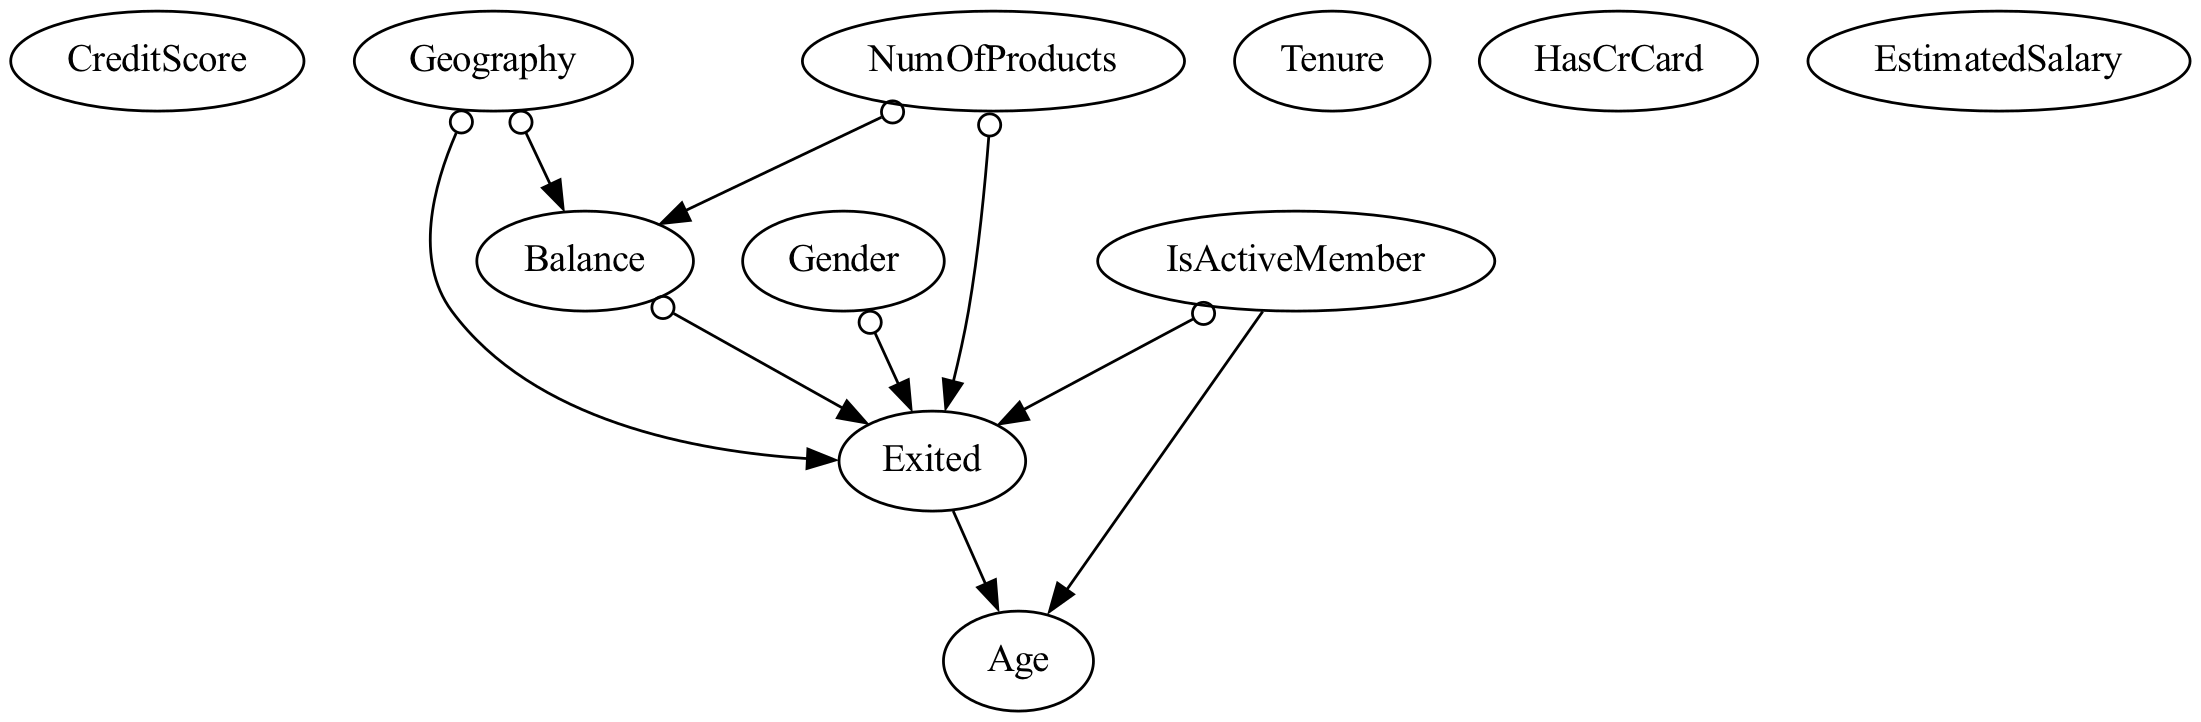 CreditScore
Geography
NumOfProducts
Tenure
HasCrCard
EstimatedSalary
Balance
Gender
IsActiveMember
Exited
Age